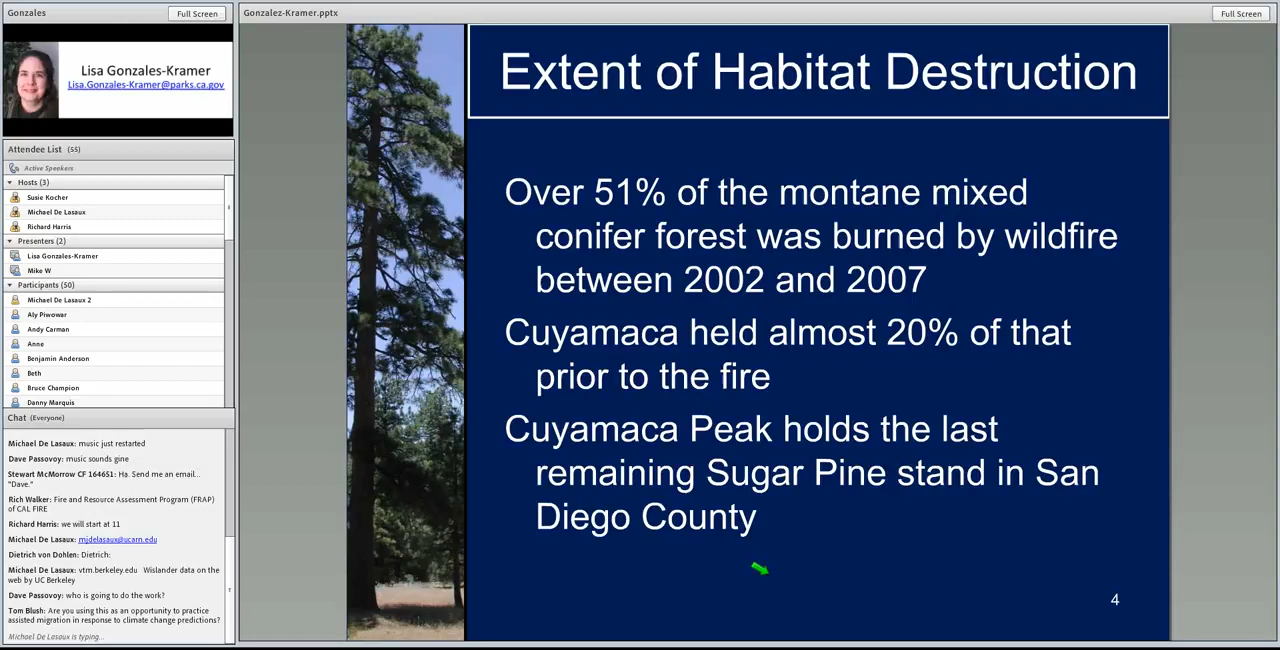 Gonzales
Full Screen
Lisa Gonzales-Kramer
Lisa.Gonzales-Kramer@parks.ca.gov
Attendee List (55)
Active Speakers
Hosts (3)
Susie Kocher
Michael De Lasaux
Richard Harris
Presenters (2)
Lisa Gonzales-Kramer
Mike W
Participants (50)
Michael De Lasaux 2
Aly Piwowar
Andy Carman
Anne
Benjamin Anderson
Beth
Bruce Champion
Danny Marquis
Chat (Everyone)
Michael De Lasaux: music just restarted
Dave Passovoy: music sounds gine
Stewart McMorrow CF 164651: Ha. Send me an email...
"Dave."
Rich Walker: Fire and Resource Assessment Program (FRAP)
of CAL FIRE
Richard Harris: we will start at 11
Michael De Lasaux: mjdelasaux@ucarn.edu
Dietrich von Dohlen: Dietrich:
Michael De Lasaux: vtm.berkeley.edu Wislander data on the
web by UC Berkeley
Dave Passovoy: who is going to do the work?
Tom Blush: Are you using this as an opportunity to practice
assisted migration in response to climate change predictions?
Michael De Lasaux is typing...
Gonzalez-Kramer.pptx
Full Screen
Extent of Habitat Destruction
Over 51% of the montane mixed
conifer forest was burned by wildfire
between 2002 and 2007
Cuyamaca held almost 20% of that
prior to the fire
Cuyamaca Peak holds the last
remaining Sugar Pine stand in San
Diego County
4